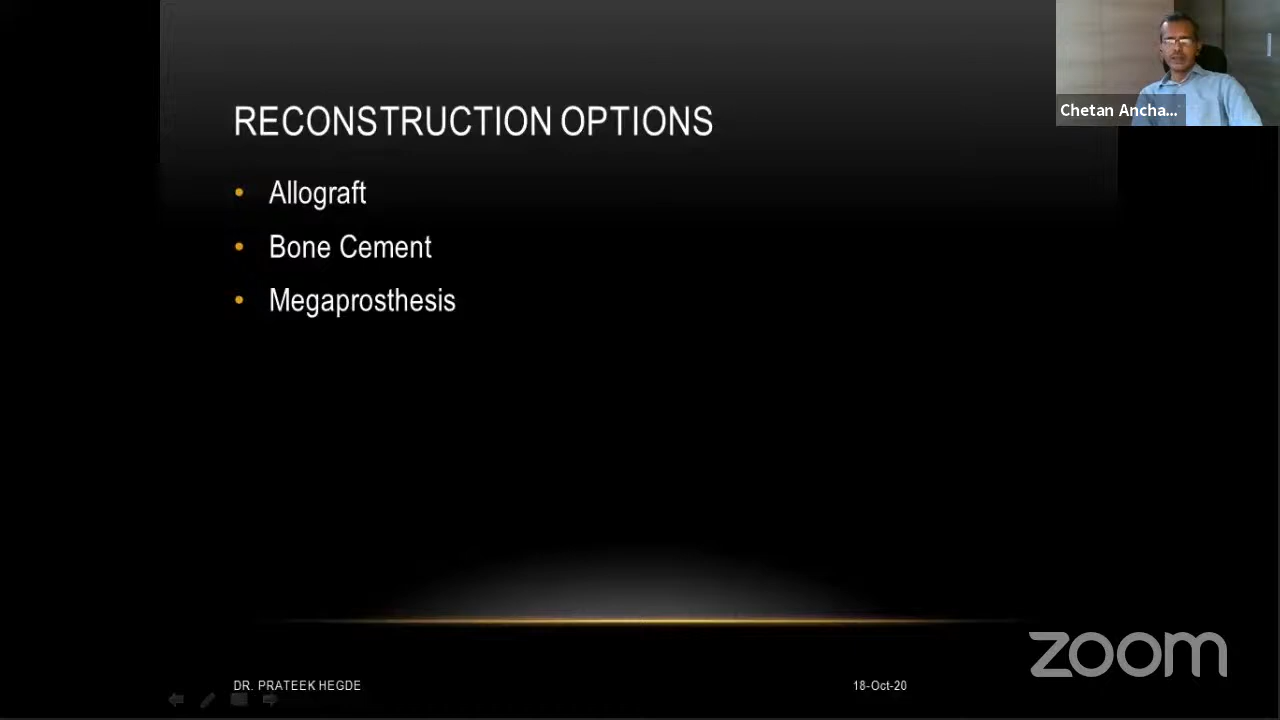 Chetan Ancha...
RECONSTRUCTION OPTIONS
• Allograft
• Bone Cement
• Megaprosthesis
zoom
DR. PRATEEK HEGDE
18-Oct-20